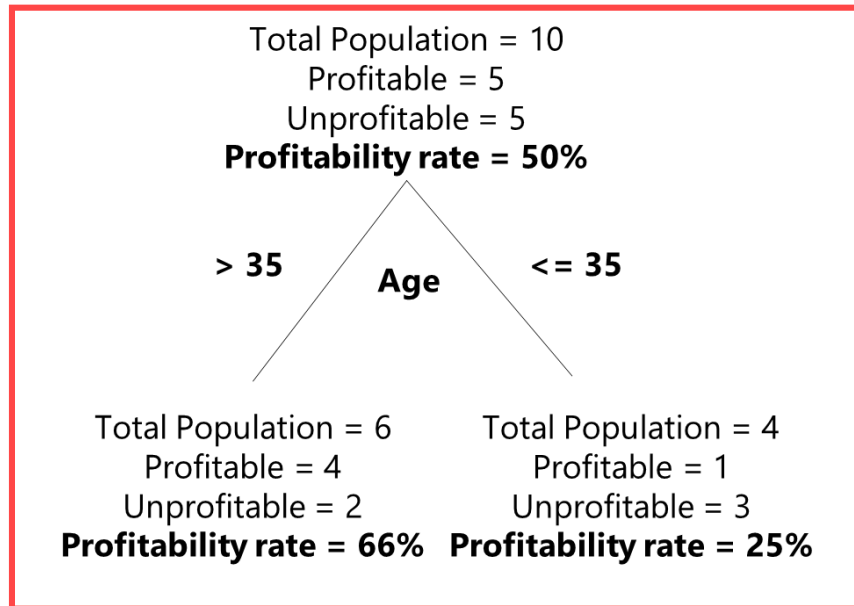 Total Population = 10
Profitable = 5
Unprofitable = 5
Profitability rate = 50%
> 35
Age
<= 35
Total Population = 6
Profitable = 4
Unprofitable = 2
Profitability rate = 66%
Total Population = 4
Profitable = 1
Unprofitable = 3
Profitability rate = 25%